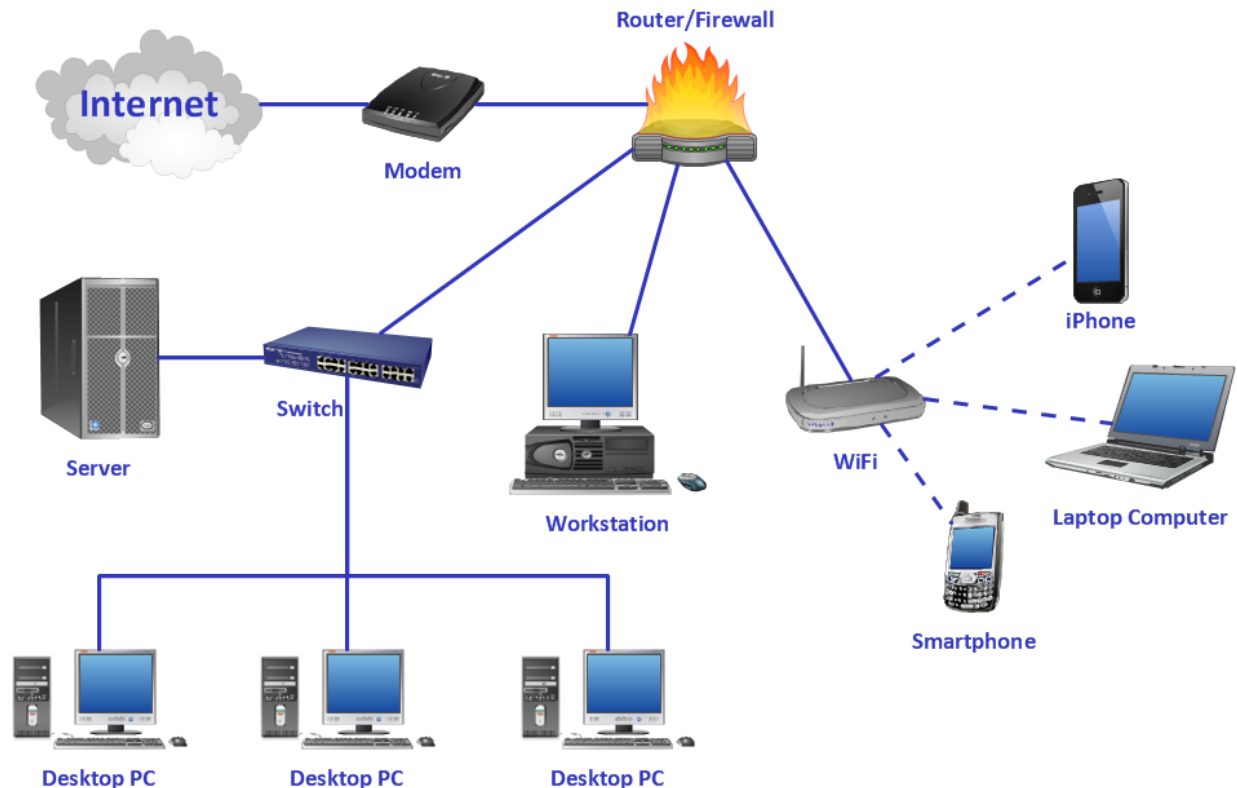 Router/Firewall
Internet
Modem
iPhone
Switch
Server
WiFi
Workstation
Laptop Computer
Smartphone
Desktop PC
Desktop PC
Desktop PC